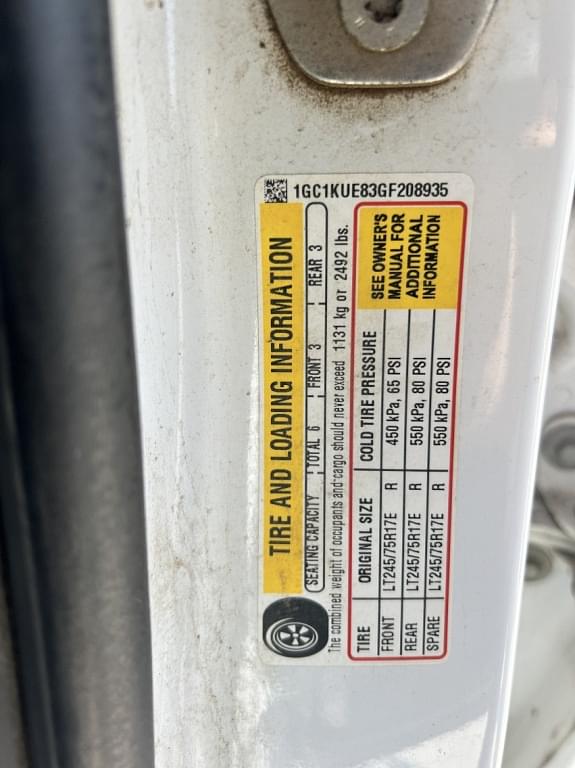 1GC1KUE83GF208935
TIRE AND LOADING INFORMATION
SEATING CAPACITY TOTAL 6 FRONT 3 REAR 3
The combined weight of occupants and cargo should never exceed 1131 kg or 2492 lbs.
TIRE ORIGINAL SIZE COLD TIRE PRESSURE
FRONT LT245/75R17E R 450 kPa, 65 PSI
REAR LT245/75R17E R 550 kPa, 80 PSI
SPARE LT245/75R17E R 550 kPa, 80 PSI
SEE OWNER'S
MANUAL FOR
ADDITIONAL
INFORMATION